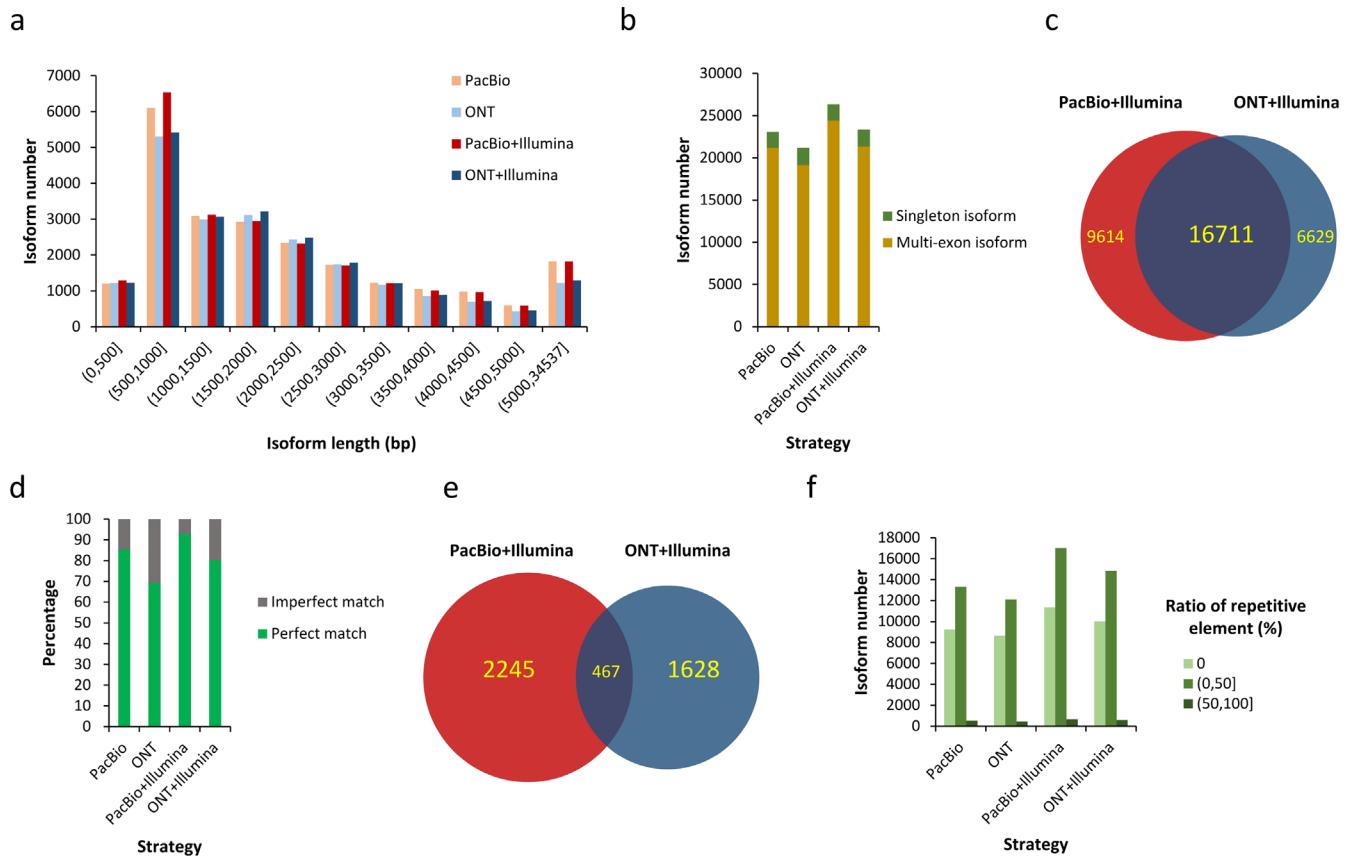 a
7000
6000
5000
4000
3000
2000
1000
0
Isoform number
PacBio
ONT
PacBio+Illumina
ONT+Illumina
(0,500]
(500,1000]
(1000,1500]
(1500,2000]
(2000,2500]
(2500,3000]
(3000,3500]
(3500,4000]
(4000,4500]
(4500,5000]
(5000,34537]
Isoform length (bp)
b
30000
25000
20000
15000
10000
5000
0
Isoform number
Singleton isoform
Multi-exon isoform
PacBio
ONT
PacBio+Illumina
ONT+Illumina
Strategy
c
PacBio+Illumina
ONT+Illumina
9614
16711
6629
d
100
90
80
70
60
50
40
30
20
10
0
Percentage
Imperfect match
Perfect match
PacBio
ONT
PacBio+Illumina
ONT+Illumina
Strategy
e
PacBio+Illumina
ONT+Illumina
2245
467
1628
f
18000
16000
14000
12000
10000
8000
6000
4000
2000
0
Isoform number
Ratio of repetitive
element (%)
0
(0,50]
(50,100]
PacBio
ONT
PacBio+Illumina
ONT+Illumina
Strategy